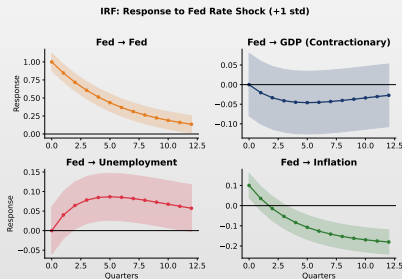 IRF: Response to Fed Rate Shock (+1 std)
Fed → Fed
Response
1.00
0.75
0.50
0.25
0.00
0.0 2.5 5.0 7.5 10.0 12.5
Fed → GDP (Contractionary)
0.05
0.00
−0.05
−0.10
0.0 2.5 5.0 7.5 10.0 12.5
Fed → Unemployment
Response
0.15
0.10
0.05
0.00
−0.05
0.0 2.5 5.0 7.5 10.0 12.5
Quarters
Fed → Inflation
0.1
0.0
−0.1
−0.2
0.0 2.5 5.0 7.5 10.0 12.5
Quarters